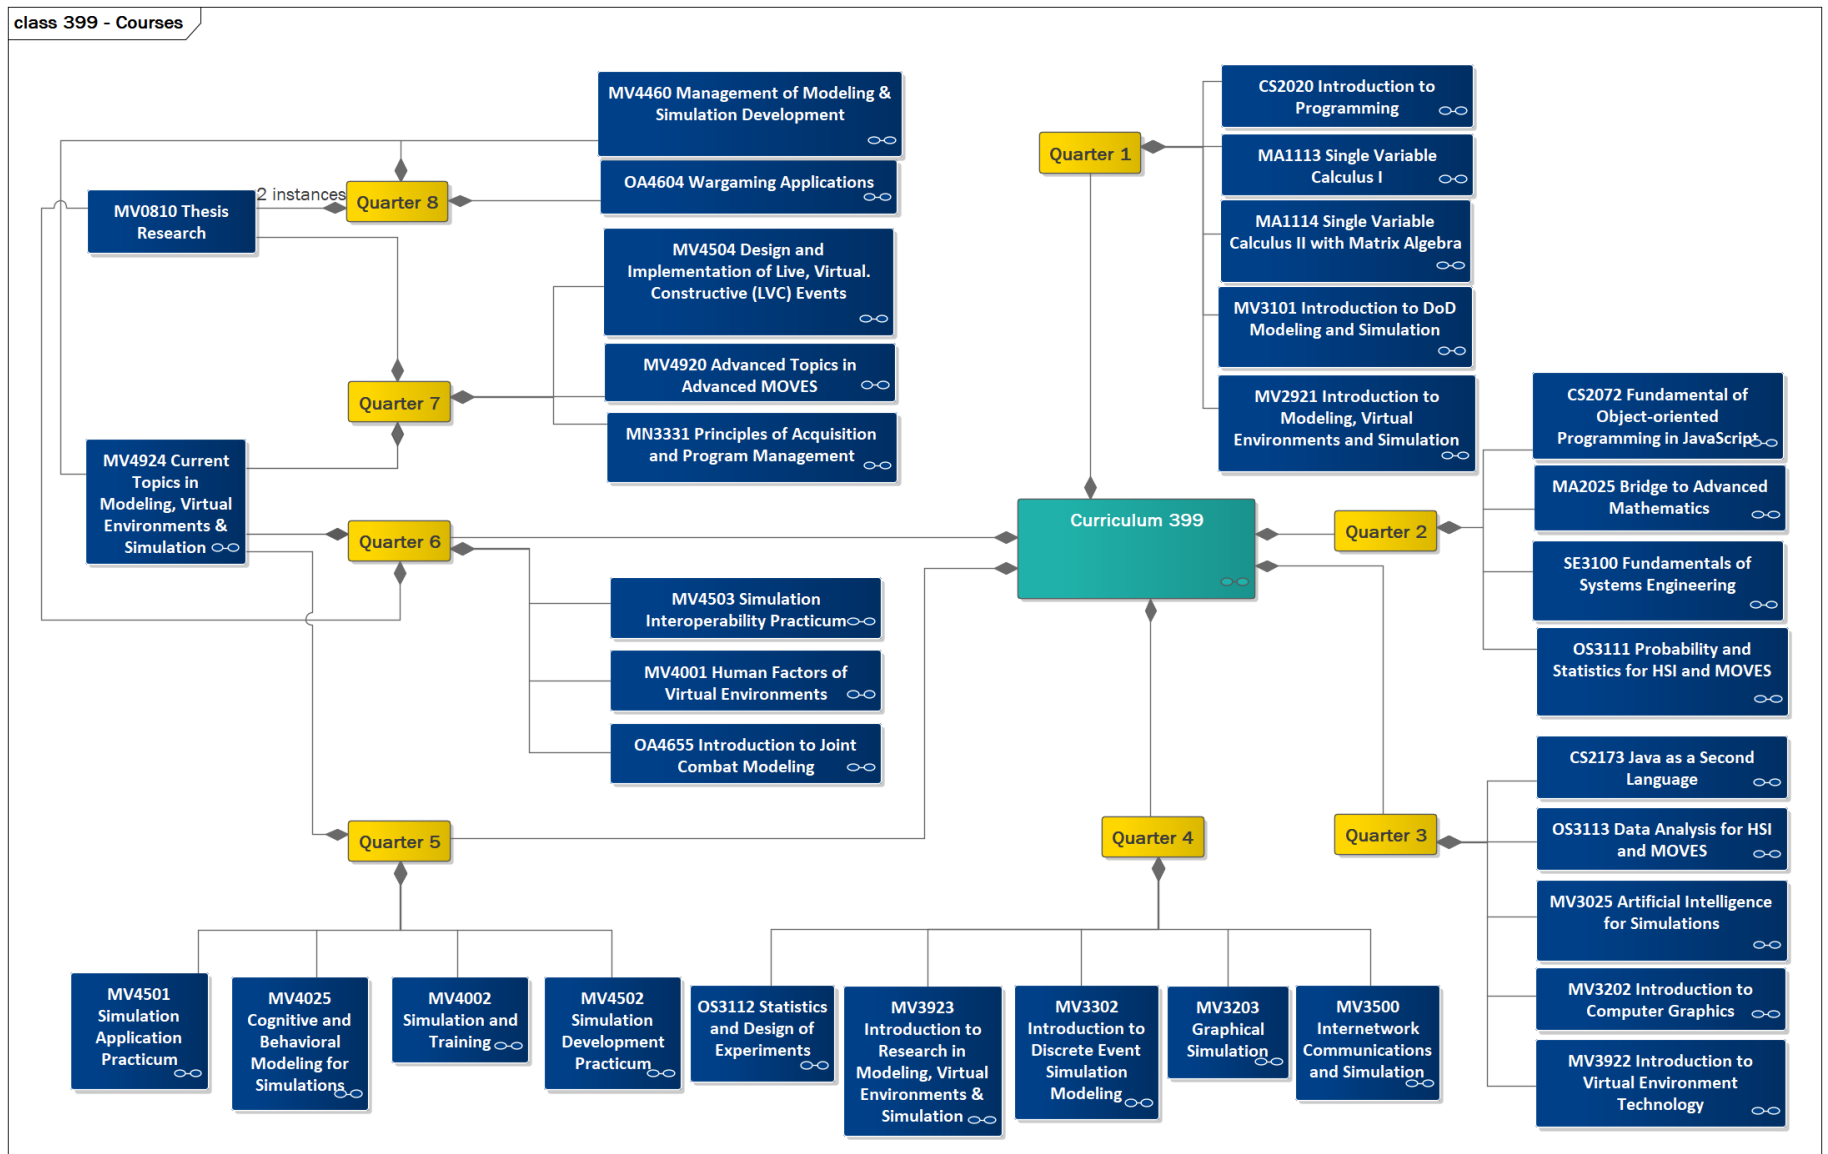 class 399 - Courses
MV4460 Management of Modeling &
Simulation Development
OA4604 Wargaming Applications
2 instances
Quarter 8
MV0810 Thesis
Research
MV4504 Design and
Implementation of Live, Virtual.
Constructive (LVC) Events
MV4920 Advanced Topics in
Advanced MOVES
Quarter 7
MN3331 Principles of Acquisition
and Program Management
MV4924 Current
Topics in
Modeling, Virtual
Environments &
Simulation
Quarter 6
MV4503 Simulation
Interoperability Practicum
MV4001 Human Factors of
Virtual Environments
OA4655 Introduction to Joint
Combat Modeling
Quarter 5
MV4501
Simulation
Application
Practicum
MV4025
Cognitive and
Behavioral
Modeling for
Simulations
MV4002
Simulation and
Training
MV4502
Simulation
Development
Practicum
Quarter 1
CS2020 Introduction to
Programming
MA1113 Single Variable
Calculus I
MA1114 Single Variable
Calculus II with Matrix Algebra
MV3101 Introduction to DoD
Modeling and Simulation
MV2921 Introduction to
Modeling, Virtual
Environments and Simulation
Curriculum 399
Quarter 2
CS2072 Fundamental of
Object-oriented
Programming in JavaScript
MA2025 Bridge to Advanced
Mathematics
SE3100 Fundamentals of
Systems Engineering
OS3111 Probability and
Statistics for HSI and MOVES
Quarter 3
CS2173 Java as a Second
Language
OS3113 Data Analysis for HSI
and MOVES
MV3025 Artificial Intelligence
for Simulations
MV3202 Introduction to
Computer Graphics
MV3922 Introduction to
Virtual Environment
Technology
Quarter 4
OS3112 Statistics
and Design of
Experiments
MV3923
Introduction to
Research in
Modeling, Virtual
Environments &
Simulation
MV3302
Introduction to
Discrete Event
Simulation
Modeling
MV3203
Graphical
Simulation
MV3500
Internetwork
Communications
and Simulation